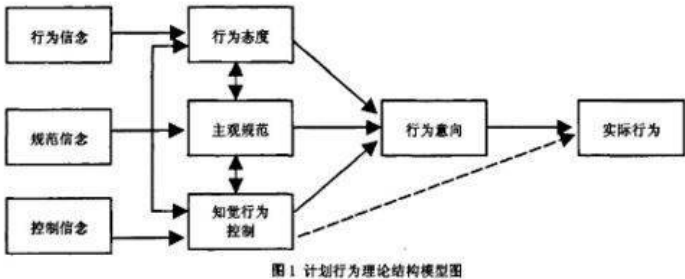 行为信念
行为态度
规范信念
主观规范
行为意向
实际行为
控制信念
知觉行为
控制
图1 计划行为理论结构模型图